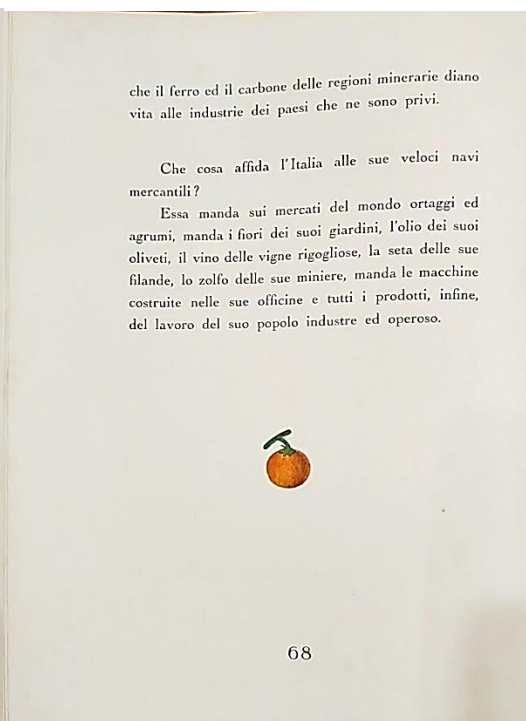 che il ferro ed il carbone delle regioni minerarie diano
vita alle industrie dei paesi che ne sono privi.
Che cosa affida l'Italia alle sue veloci navi
mercantili?
Essa manda sui mercati del mondo ortaggi ed
agrumi, manda i fiori dei suoi giardini, l'olio dei suoi
oliveti, il vino delle vigne rigogliose, la seta delle sue
filande, lo zolfo delle sue miniere, manda le macchine
costruite nelle sue officine e tutti i prodotti, infine,
del lavoro del suo popolo industre ed operoso.
68